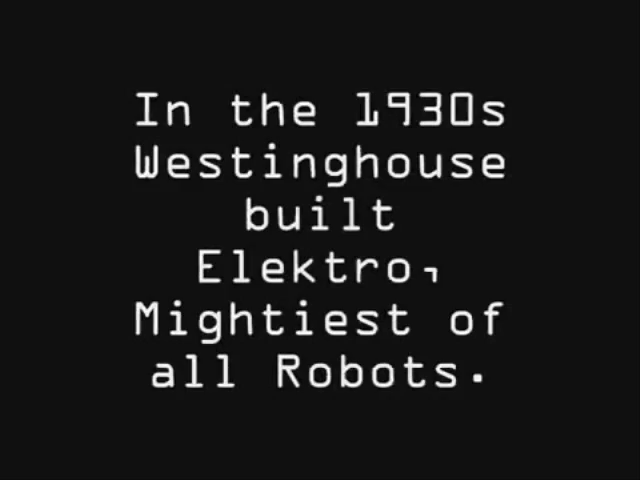 In the 1930s
Westinghouse
built
Elektro,
Mightiest of
all Robots.